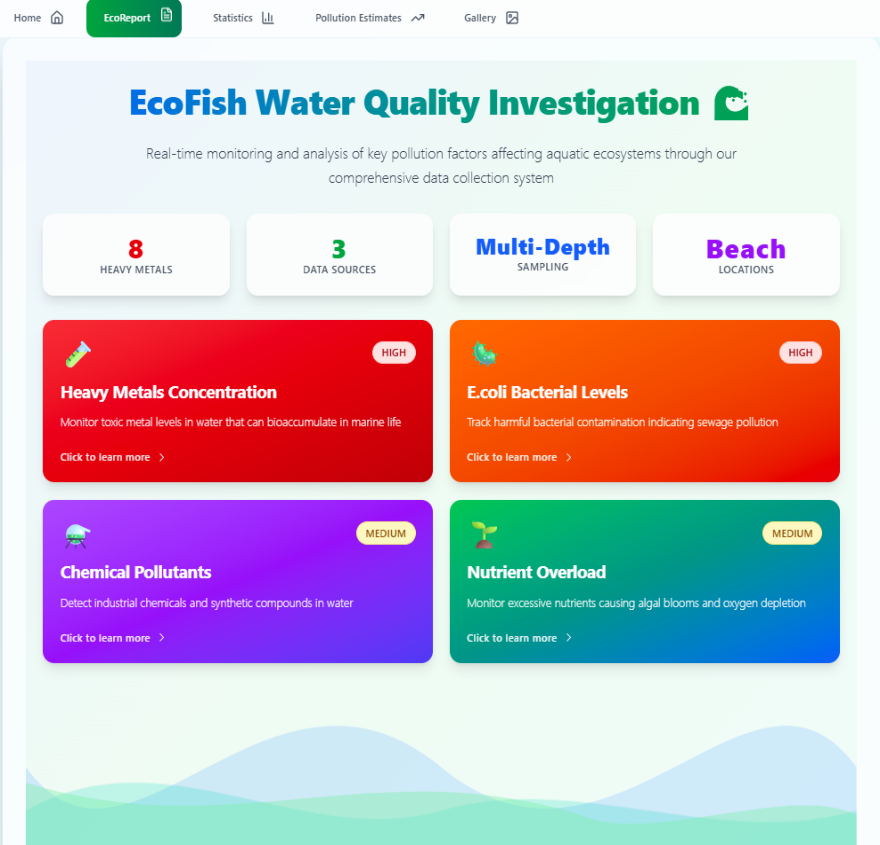 Home
EcoReport
Statistics
Pollution Estimates
Gallery
EcoFish Water Quality Investigation
Real-time monitoring and analysis of key pollution factors affecting aquatic ecosystems through our
comprehensive data collection system
8
HEAVY METALS
3
DATA SOURCES
Multi-Depth
SAMPLING
Beach
LOCATIONS
HIGH
Heavy Metals Concentration
Monitor toxic metal levels in water that can bioaccumulate in marine life
Click to learn more
HIGH
E.coli Bacterial Levels
Track harmful bacterial contamination indicating sewage pollution
Click to learn more
MEDIUM
Chemical Pollutants
Detect industrial chemicals and synthetic compounds in water
Click to learn more
MEDIUM
Nutrient Overload
Monitor excessive nutrients causing algal blooms and oxygen depletion
Click to learn more